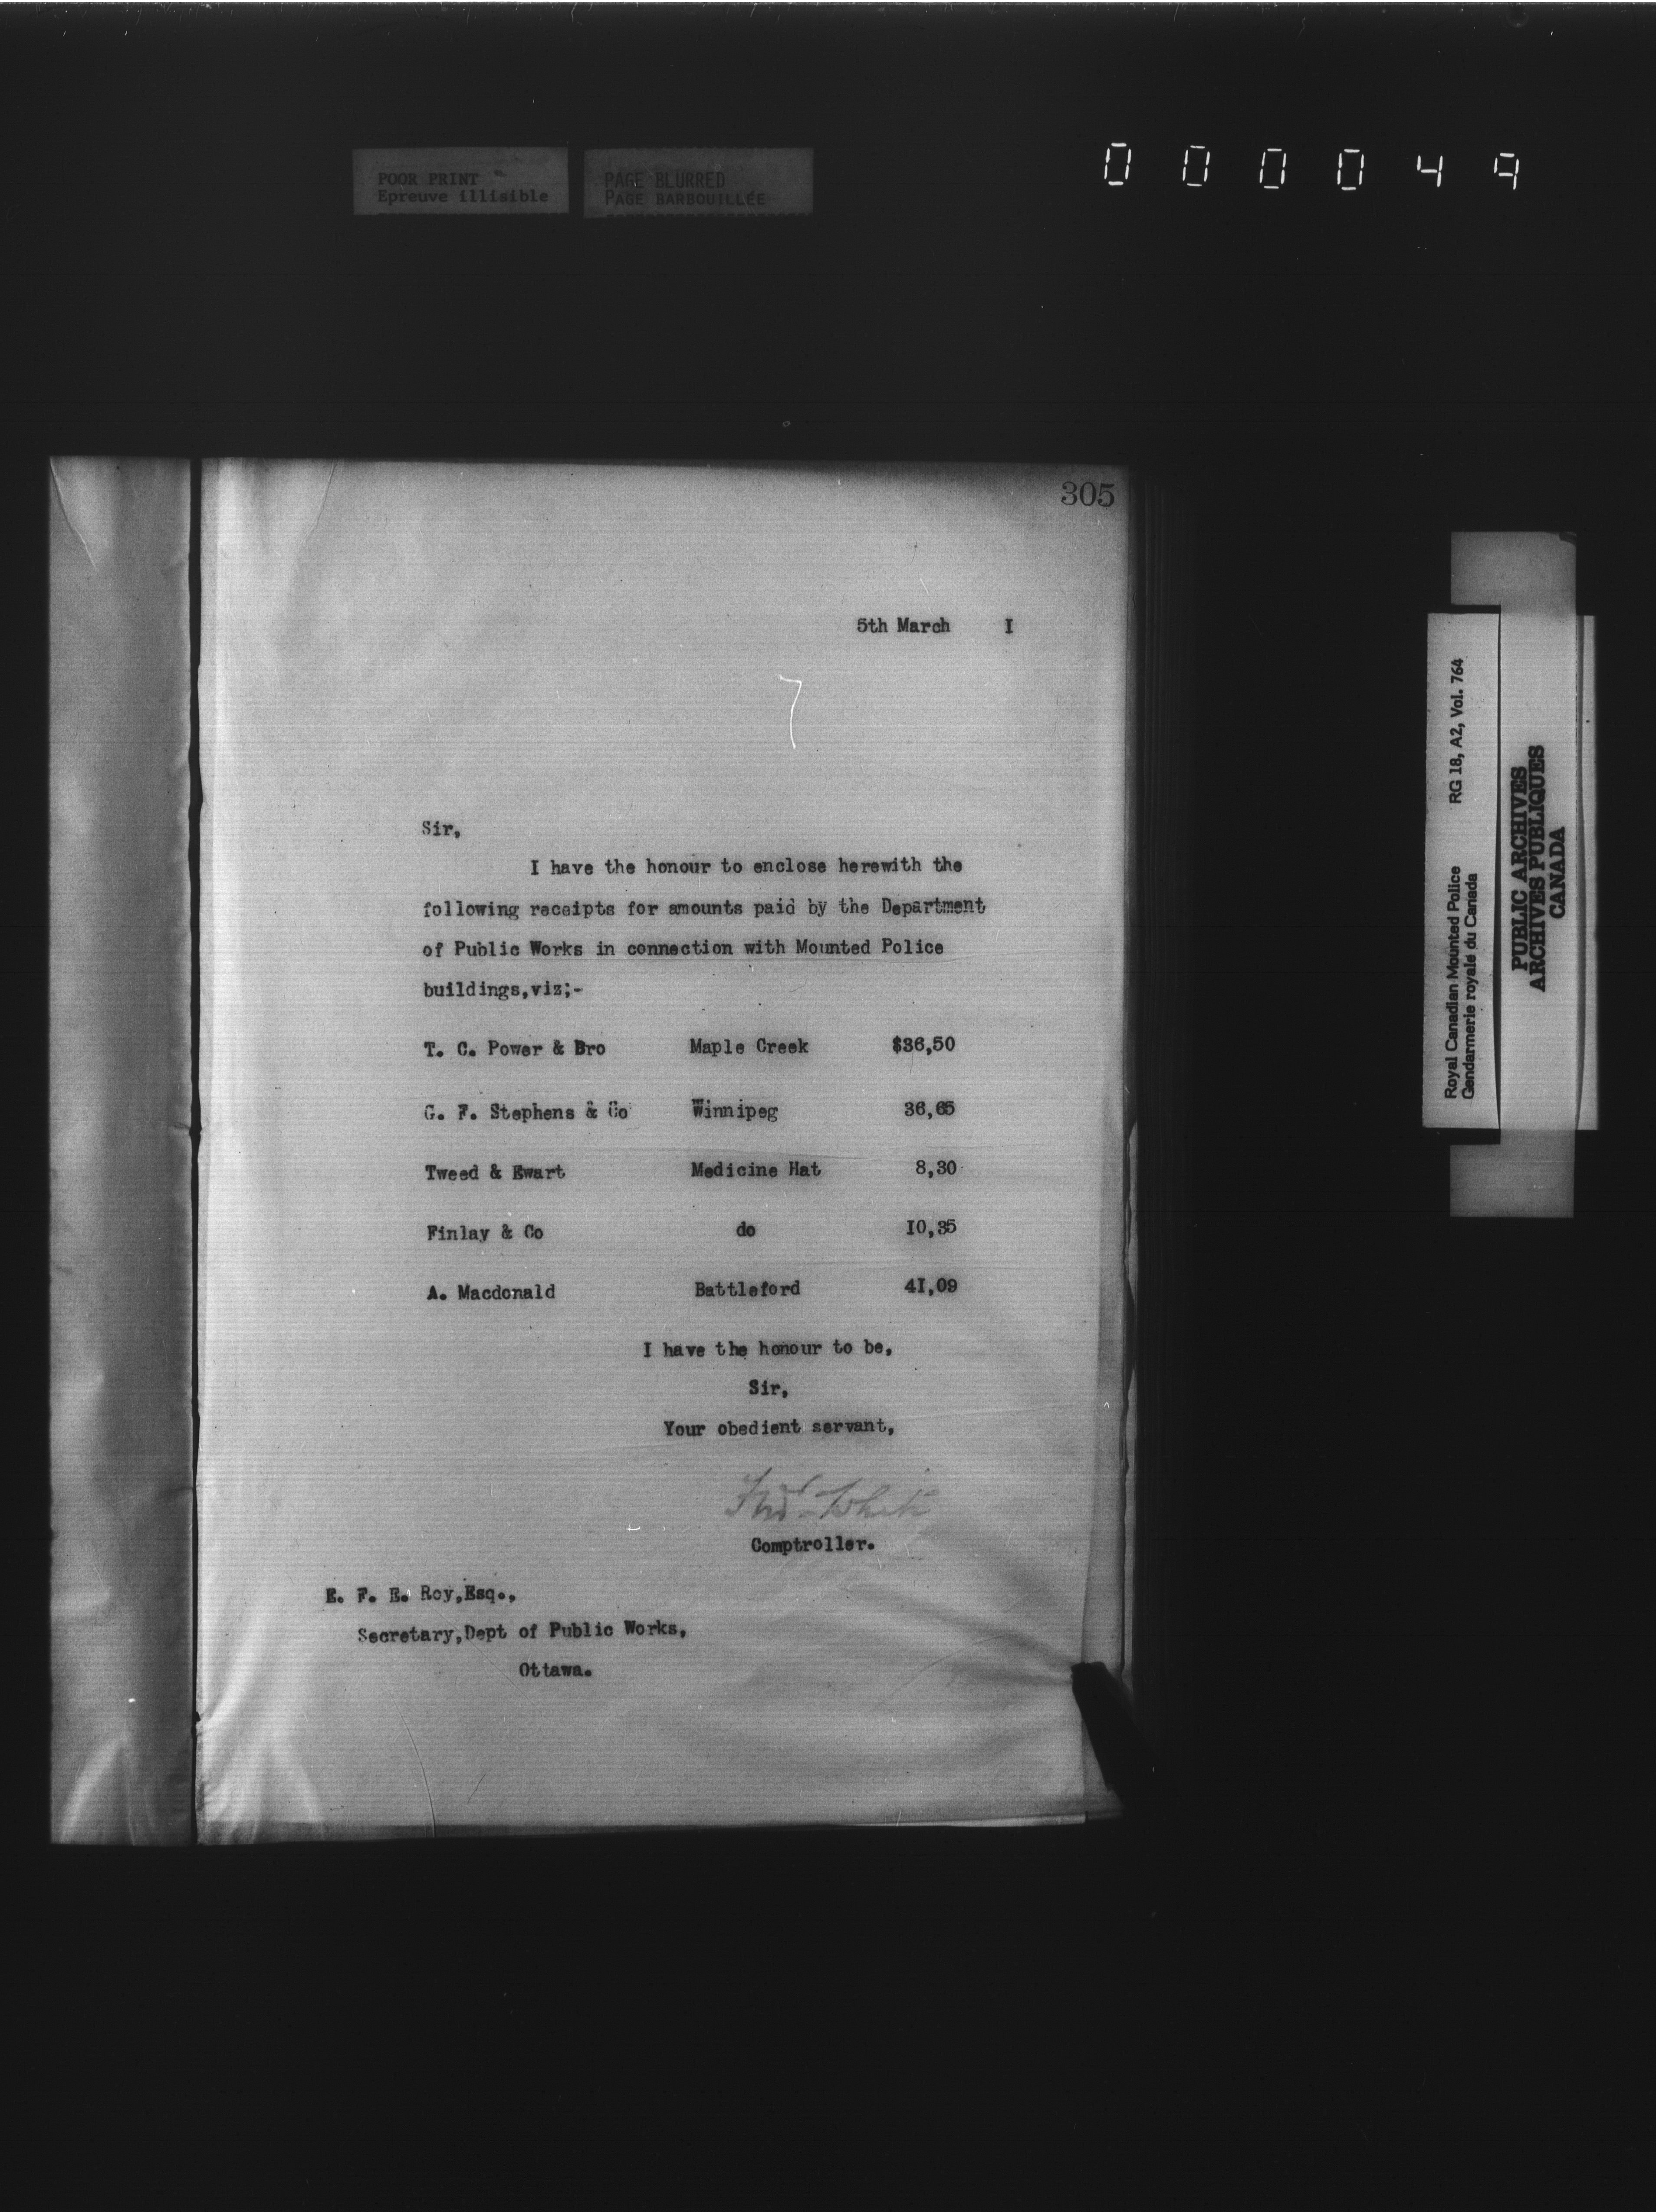 POOR PRINT
Epreuve illisible
PAGE BLURRED
PAGE BARBOUILLÉE
000049
305
5th March I
Sir,
I have the honour to enclose herewith the
following receipts for amounts paid by the Department
of Public Works in connection with Mounted Police
buildings,viz;-
T. C. Power & Bro Maple Creek $36,50
G. F. Stephens & Co Winnipeg 36,65
Tweed & Ewart Medicine Hat 8,30
Finlay & Co do I0,35
A. Macdonald Battleford 4I,09
I have the honour to be,
Sir,
Your obedient servant,
Fred White
Comptroller.
E. F. E. Roy,Esq.,
Secretary,Dept of Public Works,
Ottawa.
Royal Canadian Mounted Police RG 18, A2, Vol. 764
Gendarmerie royale du Canada
PUBLIC ARCHIVES
ARCHIVES PUBLIQUES
CANADA